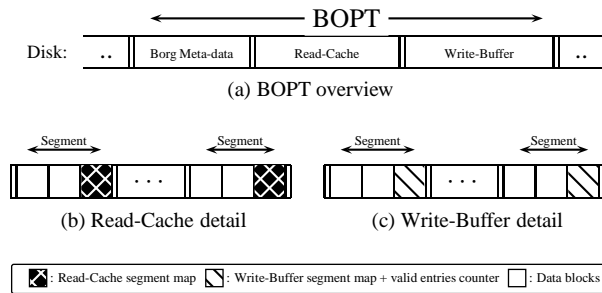 BOPT
Disk: .. Borg Meta-data Read-Cache Write-Buffer ..
(a) BOPT overview
Segment Segment Segment Segment
. . . . . .
(b) Read-Cache detail (c) Write-Buffer detail
: Read-Cache segment map : Write-Buffer segment map + valid entries counter : Data blocks